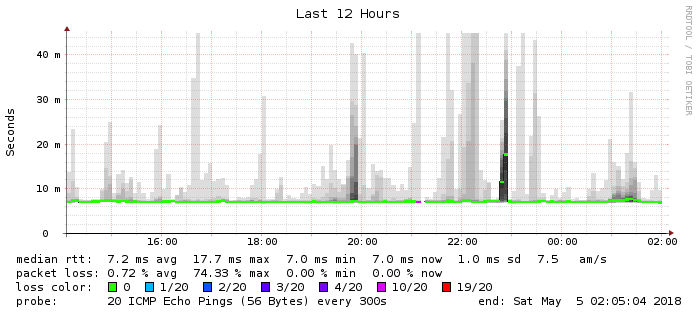 Last 12 Hours
RRDTOOL / TOBI OETIKER
Seconds
40 m
30 m
20 m
10 m
0
16:00 18:00 20:00 22:00 00:00 02:00
median rtt: 7.2 ms avg 17.7 ms max 7.0 ms min 7.0 ms now 1.0 ms sd 7.5 am/s
packet loss: 0.72 % avg 74.33 % max 0.00 % min 0.00 % now
loss color: 0 1/20 2/20 3/20 4/20 10/20 19/20
probe: 20 ICMP Echo Pings (56 Bytes) every 300s end: Sat May 5 02:05:04 2018